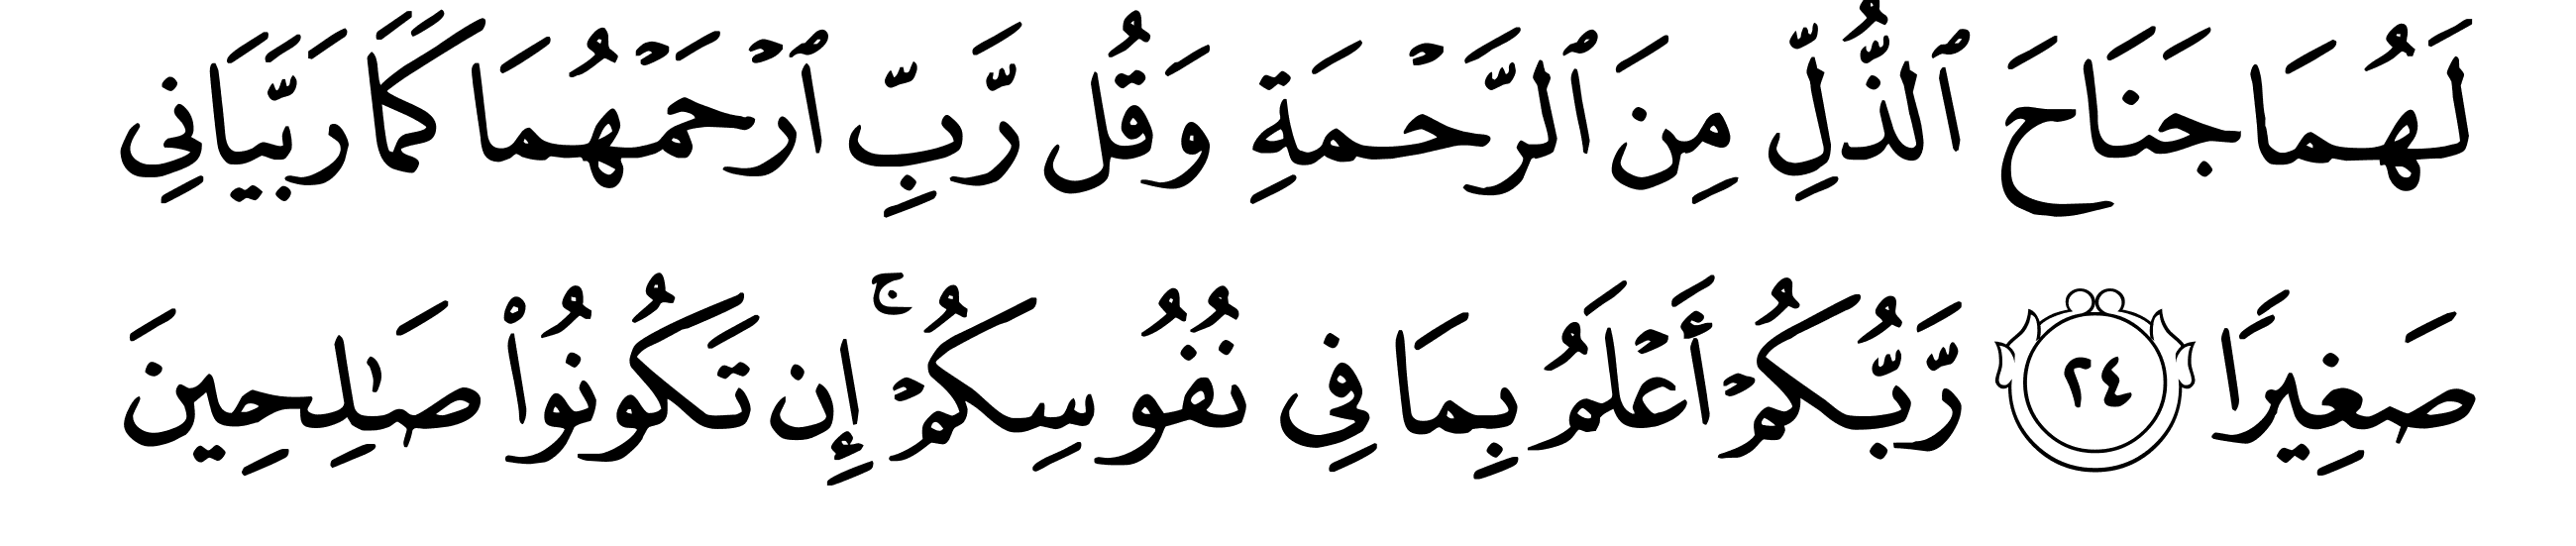 لَهُمَا جَنَاحَ ٱلذُّلِّ مِنَ ٱلرَّحْمَةِ وَقُل رَّبِّ ٱرْحَمْهُمَا كَمَا رَبَّيَانِي
صَغِيرًا ٢٤ رَّبُّكُمْ أَعْلَمُ بِمَا فِي نُفُوسِكُمْ ۚ إِن تَكُونُوا۟ صَـٰلِحِينَ